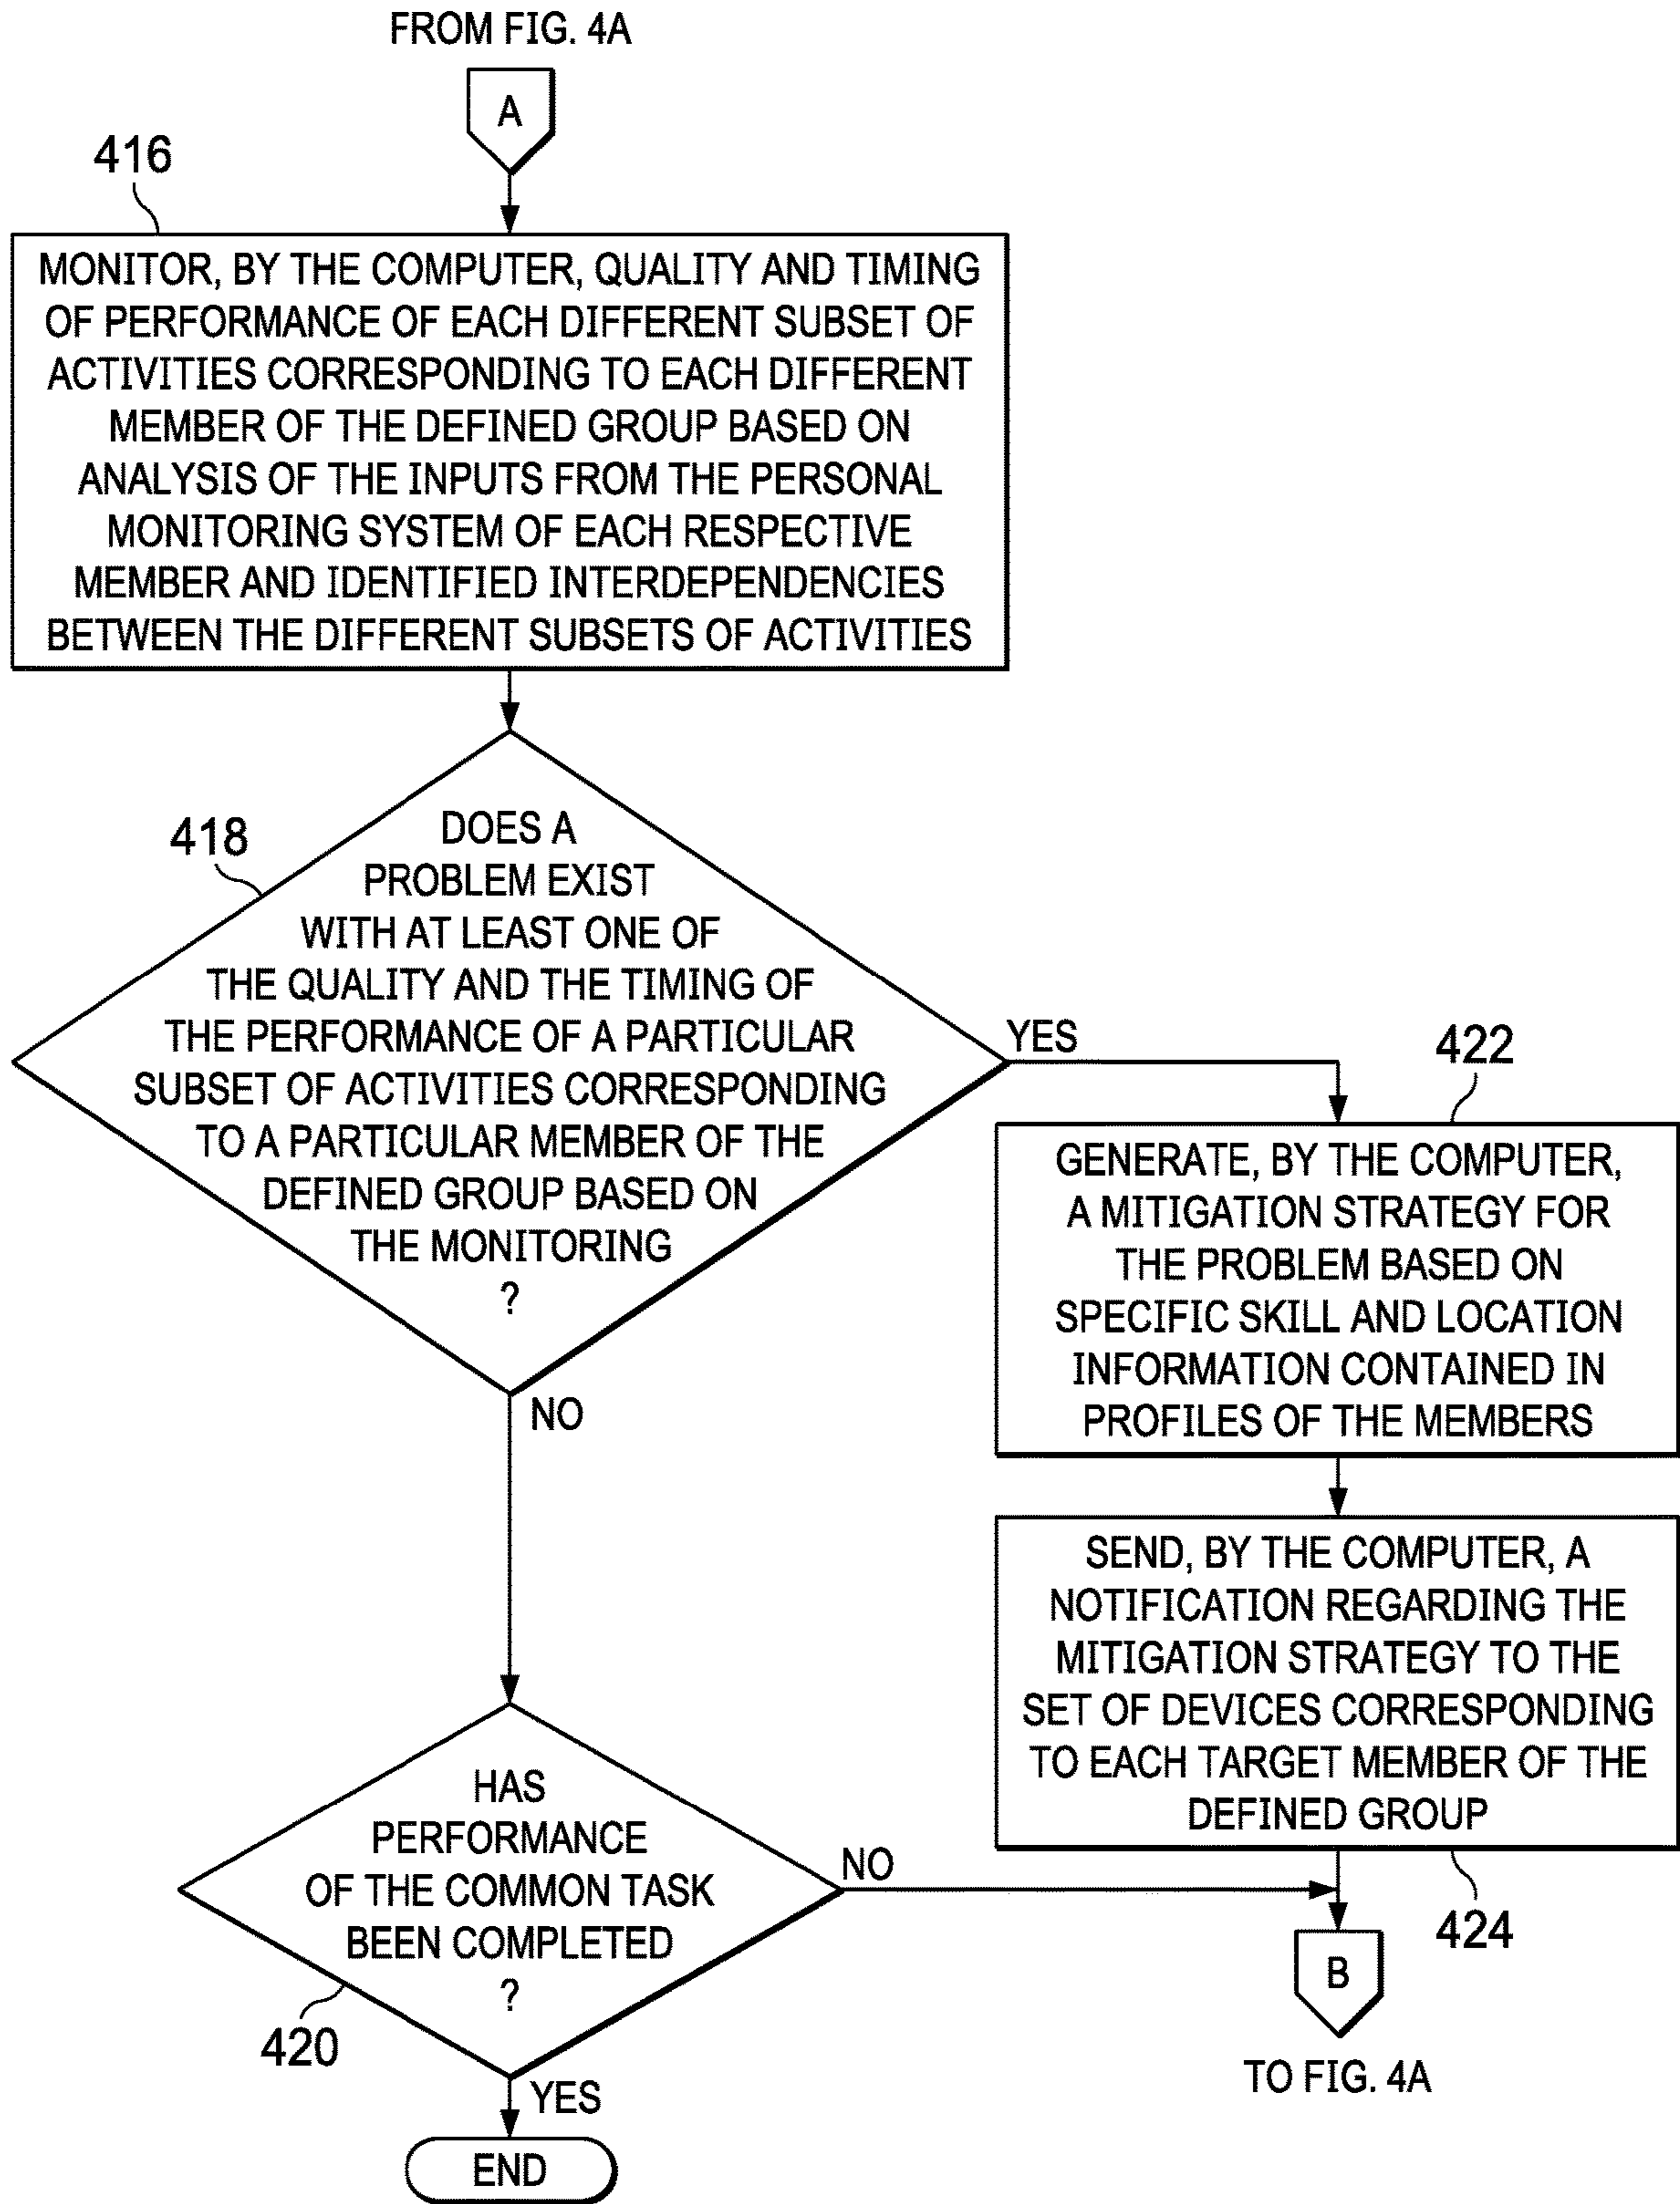 FROM FIG. 4A
A
416
MONITOR, BY THE COMPUTER, QUALITY AND TIMING
OF PERFORMANCE OF EACH DIFFERENT SUBSET OF
ACTIVITIES CORRESPONDING TO EACH DIFFERENT
MEMBER OF THE DEFINED GROUP BASED ON
ANALYSIS OF THE INPUTS FROM THE PERSONAL
MONITORING SYSTEM OF EACH RESPECTIVE
MEMBER AND IDENTIFIED INTERDEPENDENCIES
BETWEEN THE DIFFERENT SUBSETS OF ACTIVITIES
418
DOES A
PROBLEM EXIST
WITH AT LEAST ONE OF
THE QUALITY AND THE TIMING OF
THE PERFORMANCE OF A PARTICULAR
SUBSET OF ACTIVITIES CORRESPONDING
TO A PARTICULAR MEMBER OF THE
DEFINED GROUP BASED ON
THE MONITORING
?
YES
NO
422
GENERATE, BY THE COMPUTER,
A MITIGATION STRATEGY FOR
THE PROBLEM BASED ON
SPECIFIC SKILL AND LOCATION
INFORMATION CONTAINED IN
PROFILES OF THE MEMBERS
SEND, BY THE COMPUTER, A
NOTIFICATION REGARDING THE
MITIGATION STRATEGY TO THE
SET OF DEVICES CORRESPONDING
TO EACH TARGET MEMBER OF THE
DEFINED GROUP
424
HAS
PERFORMANCE
OF THE COMMON TASK
BEEN COMPLETED
?
420
NO
YES
B
TO FIG. 4A
END